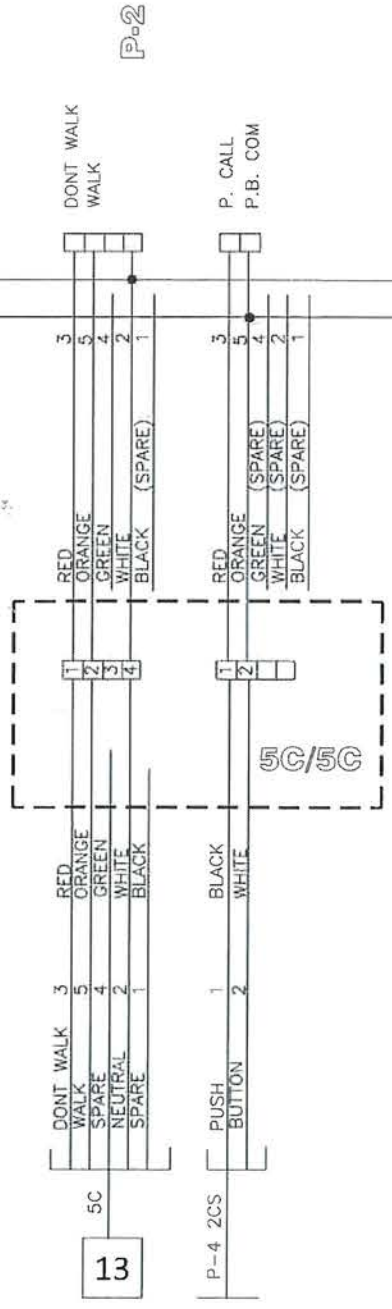 P-2
DONT WALK
WALK
P. CALL
P.B. COM
3
5
4
2
1
3
5
4
2
1
RED
ORANGE
GREEN
WHITE
BLACK (SPARE)
RED
ORANGE
GREEN (SPARE)
WHITE (SPARE)
BLACK (SPARE)
1
2
3
4
1
2
5C/5C
RED
ORANGE
GREEN
WHITE
BLACK
BLACK
WHITE
3
5
4
2
1
1
2
DONT WALK
WALK
SPARE
NEUTRAL
SPARE
PUSH
BUTTON
5C
13
P-4 2CS